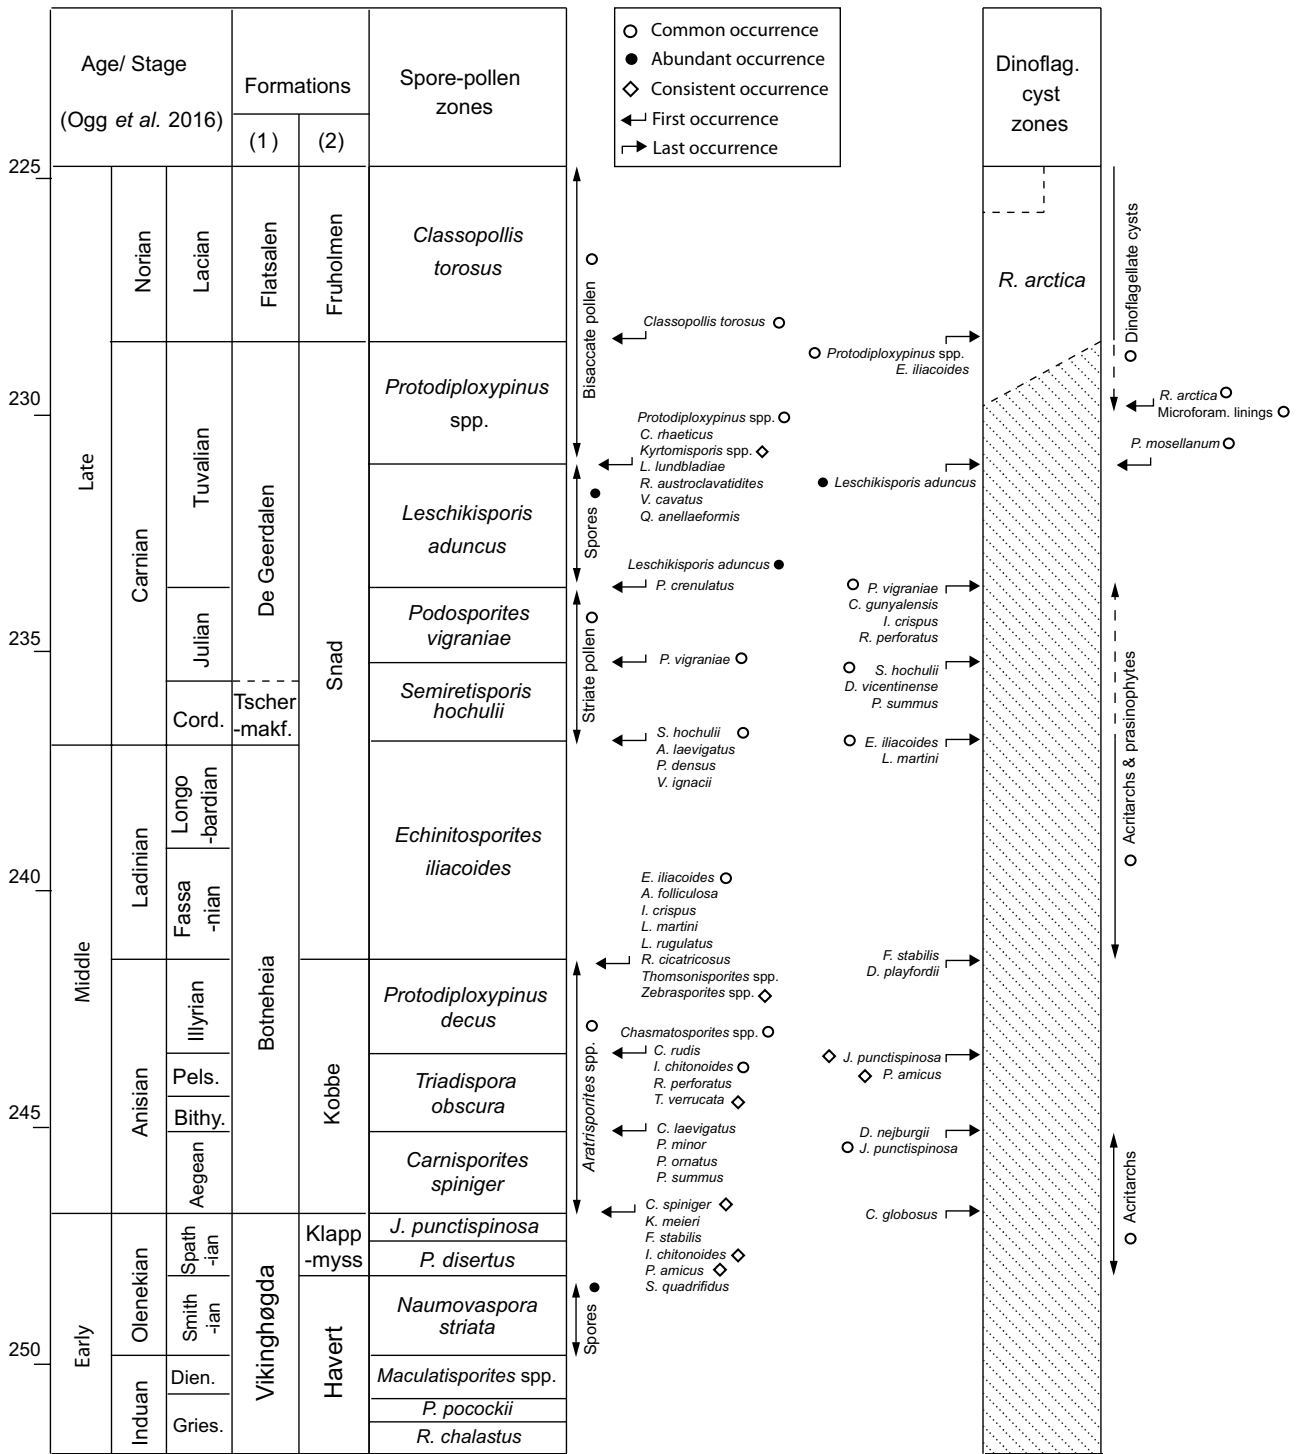 Age/ Stage
(Ogg et al. 2016)
Formations
(1)
(2)
Spore-pollen
zones
Common occurrence
Abundant occurrence
Consistent occurrence
First occurrence
Last occurrence
Dinoflag.
cyst
zones
225
230
235
240
245
250
Late
Middle
Early
Norian
Carnian
Ladinian
Anisian
Olenekian
Induan
Lacian
Tuvalian
Julian
Cord.
Longo
-bardian
Fassa
-nian
Illyrian
Pels.
Bithy.
Aegean
Spath
-ian
Smith
-ian
Dien.
Gries.
Flatsalen
De Geerdalen
Tscher
-makf.
Botneheia
Vikinghøgda
Fruholmen
Snad
Kobbe
Klapp
-myss
Havert
Classopollis
torosus
Protodiploxypinus
spp.
Leschikisporis
aduncus
Podosporites
vigraniae
Semiretisporis
hochulii
Echinitosporites
iliacoides
Protodiploxypinus
decus
Triadispora
obscura
Carnisporites
spiniger
J. punctispinosa
P. disertus
Naumovaspora
striata
Maculatisporites spp.
P. pocockii
R. chalastus
Bisaccate pollen
Spores
Striate pollen
Aratrisporites spp.
Spores
Classopollis torosus
Protodiploxypinus spp.
C. rhaeticus
Kyrtomisporis spp.
L. lundbladiae
R. austroclavatidites
V. cavatus
Q. anellaeformis
Leschikisporis aduncus
P. crenulatus
P. vigraniae
S. hochulii
A. laevigatus
P. densus
V. ignacii
E. iliacoides
A. folliculosa
I. crispus
L. martini
L. rugulatus
R. cicatricosus
Thomsonisporites spp.
Zebrasporites spp.
Chasmatosporites spp.
C. rudis
I. chitonoides
R. perforatus
T. verrucata
C. laevigatus
P. minor
P. ornatus
P. summus
C. spiniger
K. meieri
F. stabilis
I. chitonoides
P. amicus
S. quadrifidus
Protodiploxypinus spp.
E. iliacoides
Leschikisporis aduncus
P. vigraniae
C. gunyalensis
I. crispus
R. perforatus
S. hochulii
D. vicentinense
P. summus
E. iliacoides
L. martini
F. stabilis
D. playfordii
J. punctispinosa
P. amicus
D. nejburgii
J. punctispinosa
C. globosus
R. arctica
Dinoflagellate cysts
R. arctica
Microforam. linings
P. mosellanum
Acritarchs & prasinophytes
Acritarchs